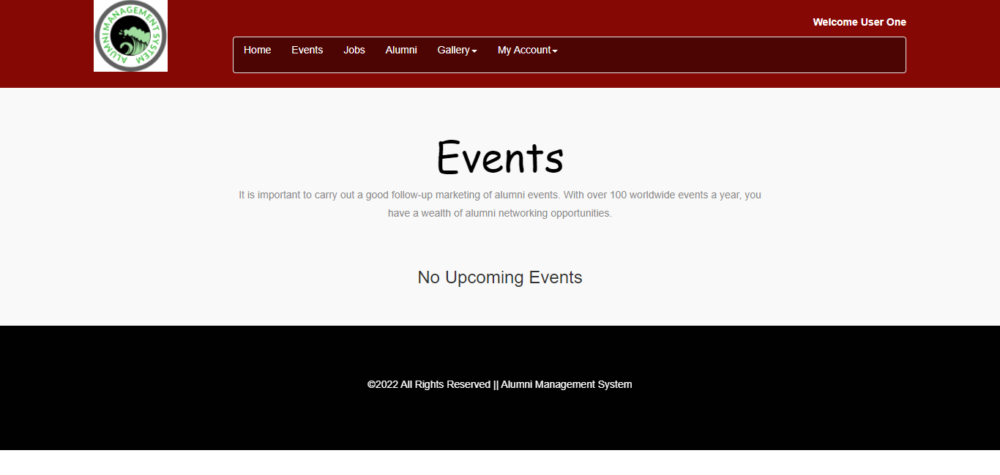 ALUMNI MANAGEMENT SYSTEM
Welcome User One
Home Events Jobs Alumni Gallery My Account
Events
It is important to carry out a good follow-up marketing of alumni events. With over 100 worldwide events a year, you
have a wealth of alumni networking opportunities.
No Upcoming Events
©2022 All Rights Reserved || Alumni Management System